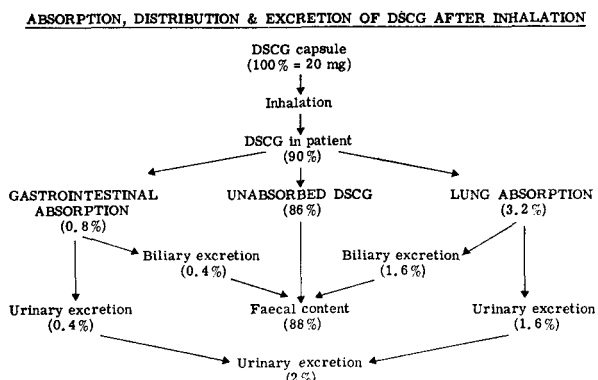 ABSORPTION, DISTRIBUTION & EXCRETION OF DSCG AFTER INHALATION
DSCG capsule
(100% = 20 mg)
Inhalation
DSCG in patient
(90%)
GASTROINTESTINAL
ABSORPTION
(0.8%)
UNABSORBED DSCG
(86%)
LUNG ABSORPTION
(3.2%)
Biliary excretion
(0.4%)
Biliary excretion
(1.6%)
Urinary excretion
(0.4%)
Faecal content
(88%)
Urinary excretion
(1.6%)
Urinary excretion
(2%)